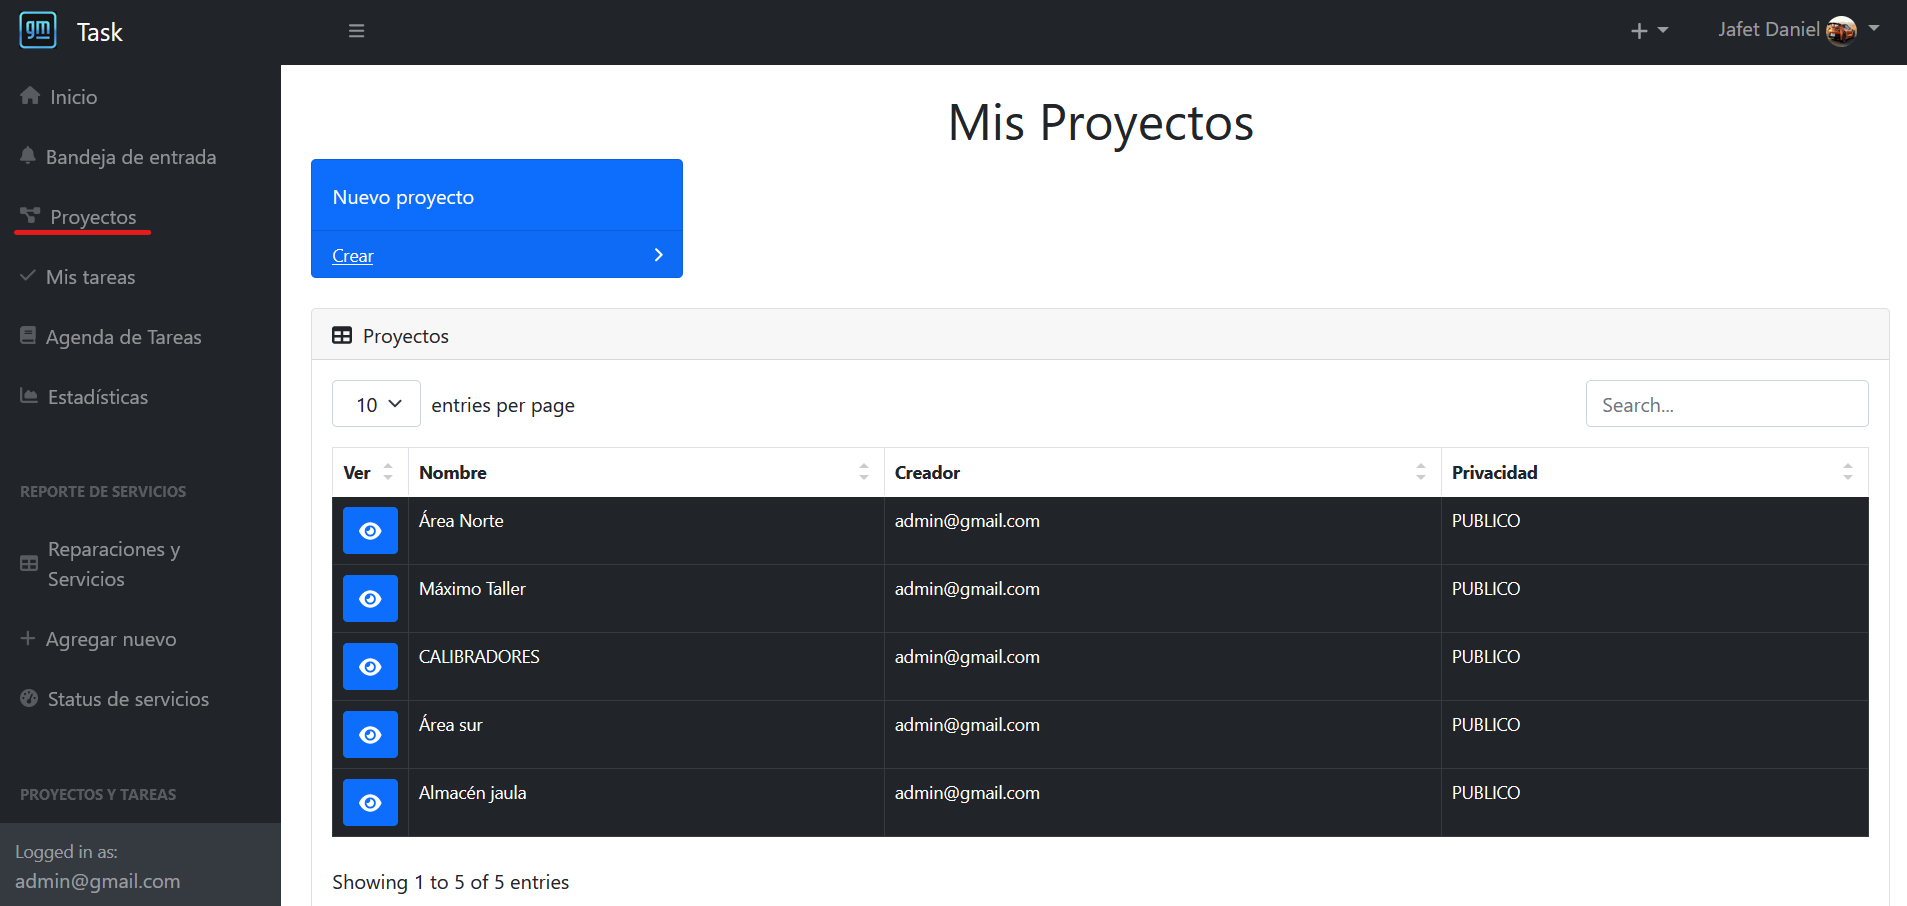 gm Task
Jafet Daniel
Inicio
Bandeja de entrada
Proyectos
Mis tareas
Agenda de Tareas
Estadísticas
REPORTE DE SERVICIOS
Reparaciones y
Servicios
Agregar nuevo
Status de servicios
PROYECTOS Y TAREAS
Logged in as:
admin@gmail.com
Mis Proyectos
Nuevo proyecto
Crear
Proyectos
10 entries per page
Search...
Ver Nombre Creador Privacidad
Área Norte admin@gmail.com PUBLICO
Máximo Taller admin@gmail.com PUBLICO
CALIBRADORES admin@gmail.com PUBLICO
Área sur admin@gmail.com PUBLICO
Almacén jaula admin@gmail.com PUBLICO
Showing 1 to 5 of 5 entries